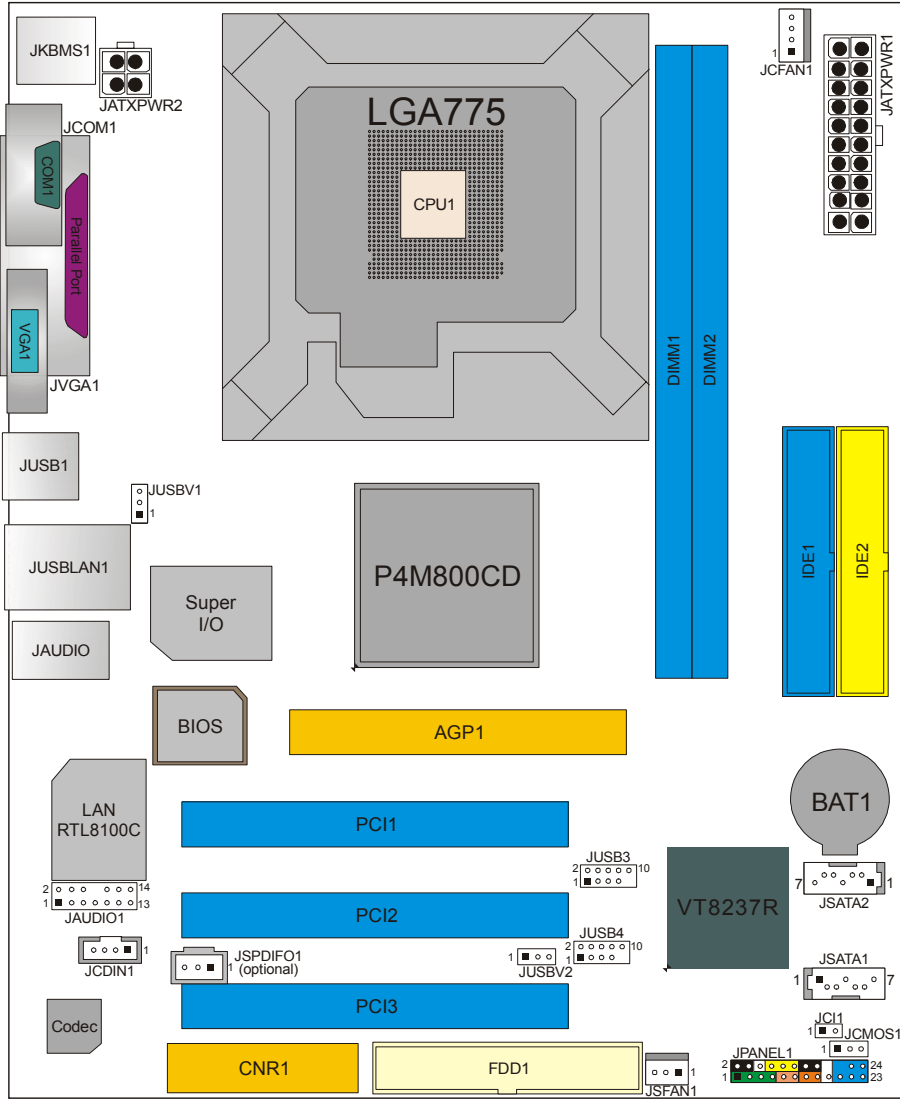 JKBMS1
JATXPWR2
LGA775
CPU1
1
JCFAN1
JATXPWR1
JCOM1
COM1
Parallel Port
VGA1
JVGA1
DIMM1
DIMM2
JUSB1
JUSBV1
1
JUSBLAN1
Super
I/O
P4M800CD
IDE1
IDE2
JAUDIO
BIOS
AGP1
LAN
RTL8100C
PCI1
BAT1
2 14
1 13
JAUDIO1
JUSB3
2 10
1
VT8237R
7 1
JSATA2
PCI2
JCDIN1
1
JSPDIFO1
(optional)
1
JUSBV2
1
JUSB4
2 10
1
JSATA1
1 7
PCI3
Codec
JCI1
1
JCMOS1
1
CNR1
FDD1
1
JSFAN1
JPANEL1
2 24
1 23